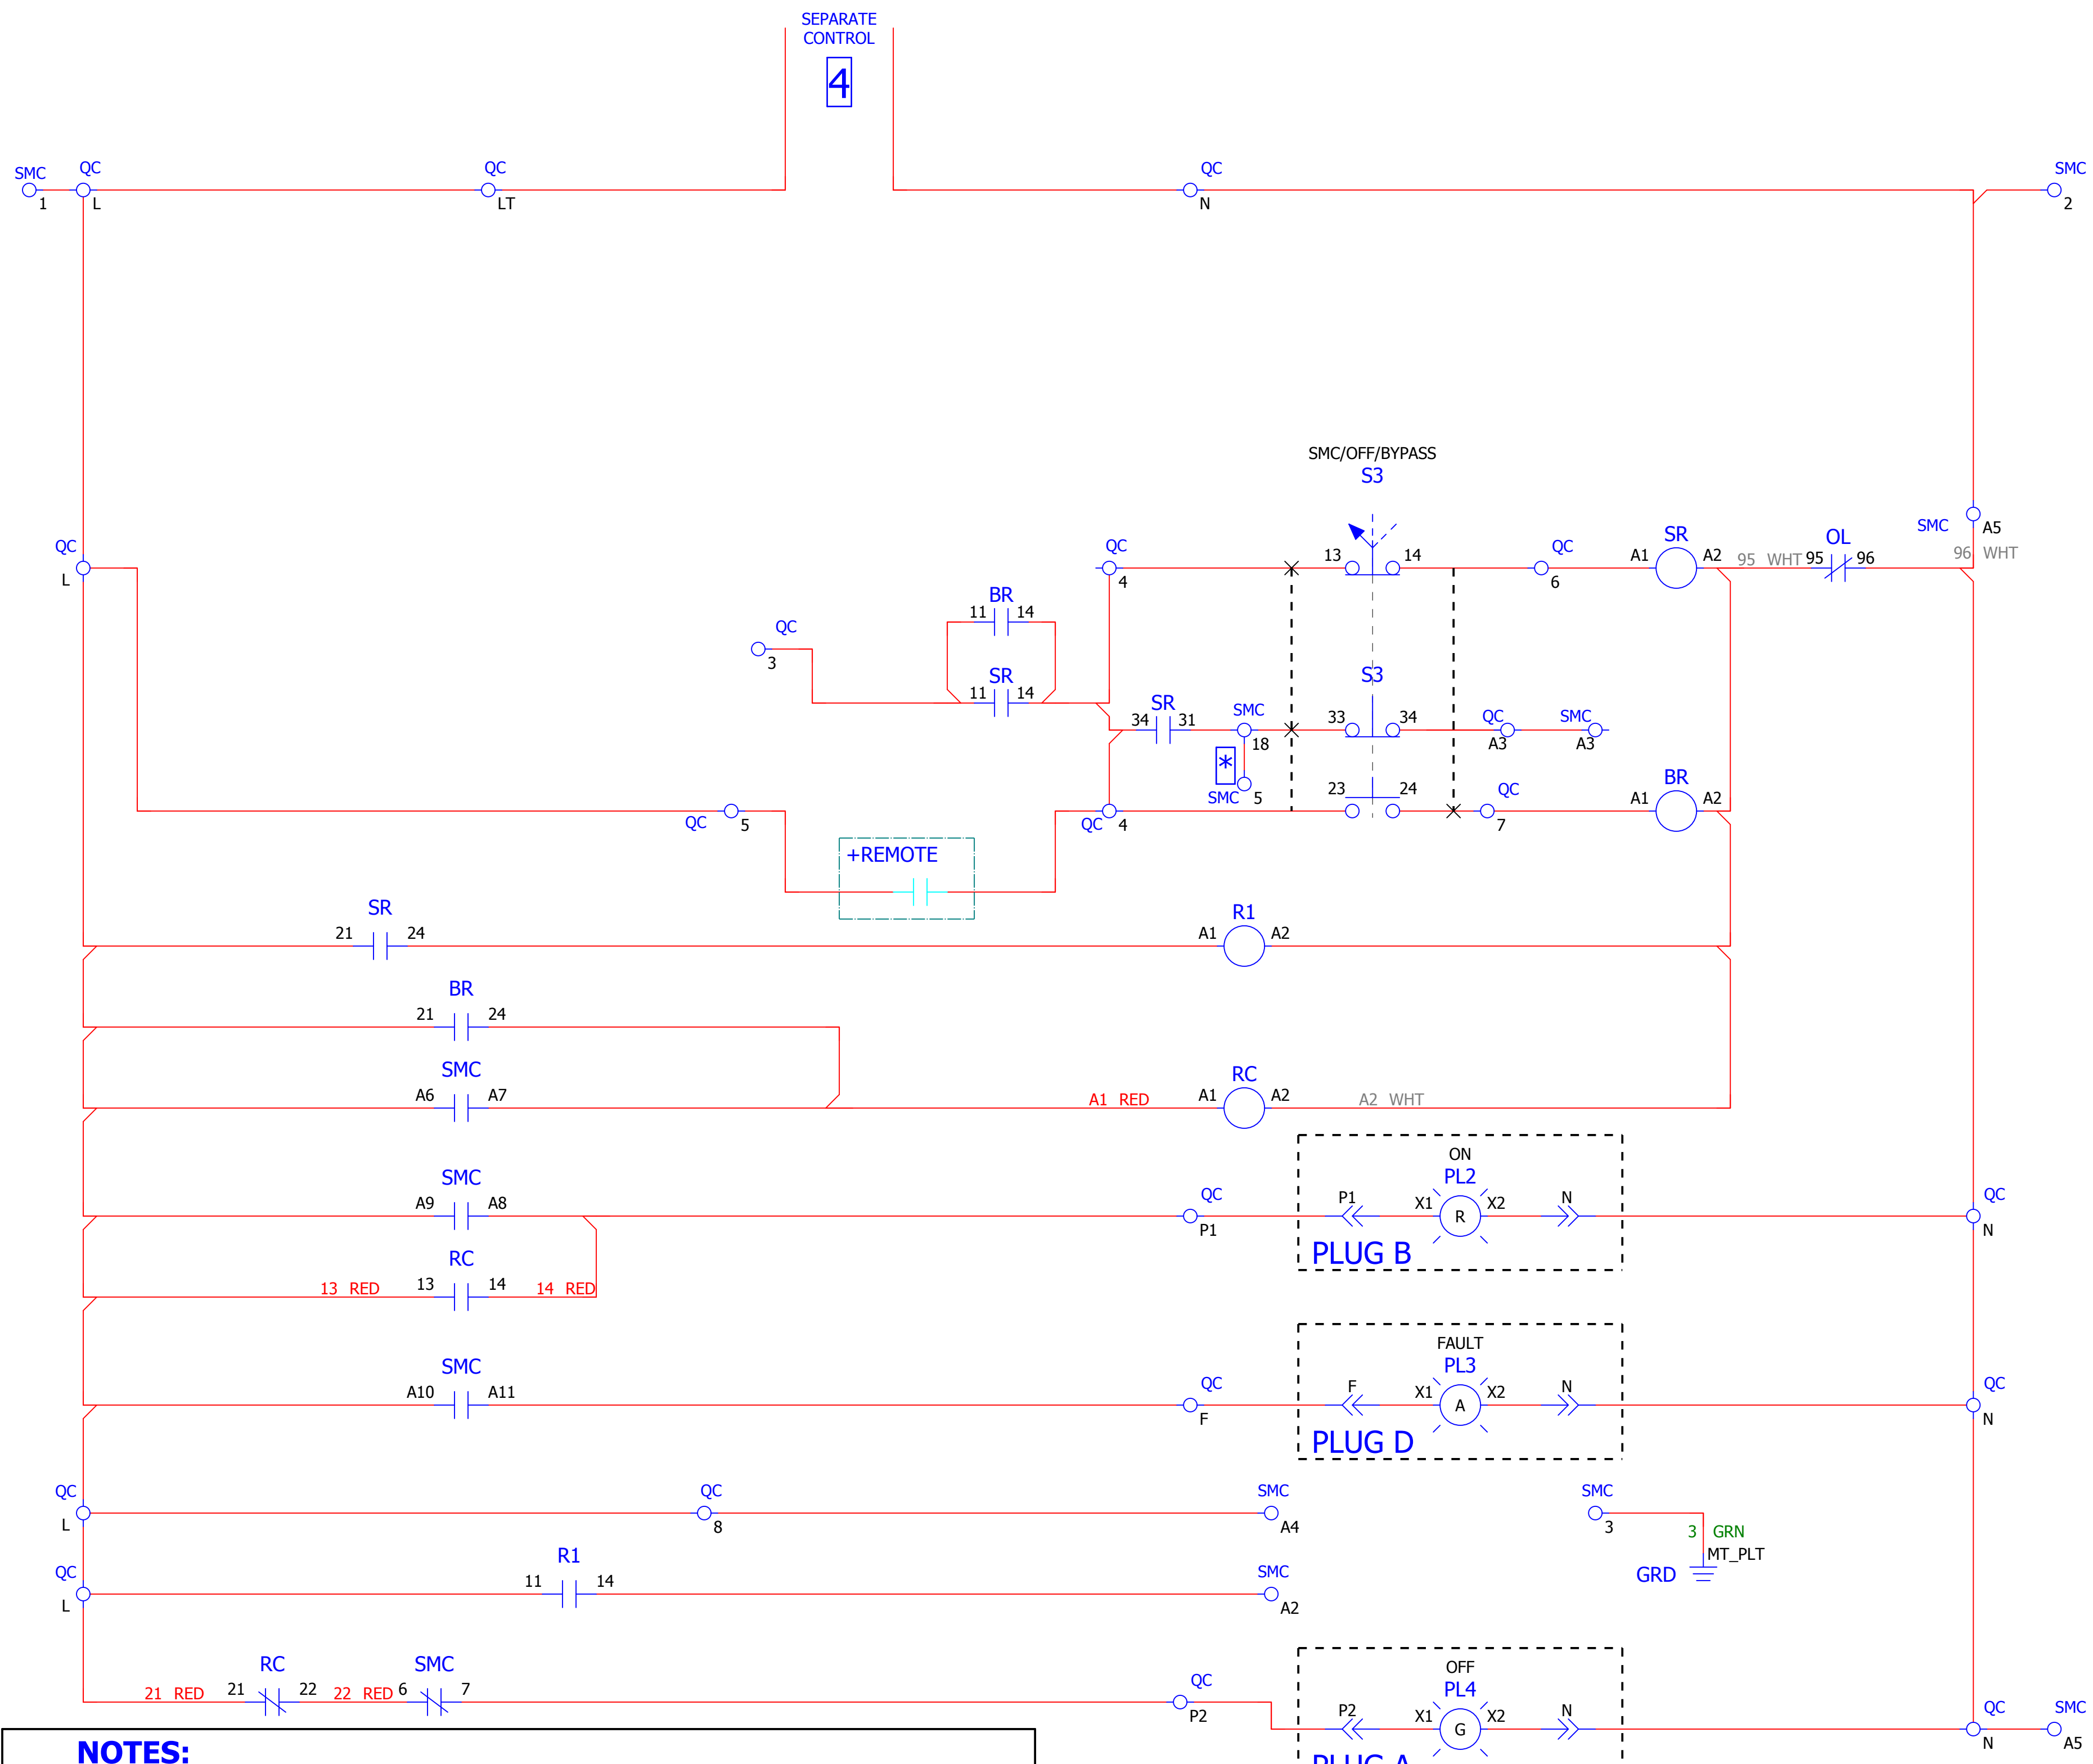 SEPARATE
CONTROL
4
SMC
1
QC
L
QC
LT
QC
N
SMC
2
SMC/OFF/BYPASS
S3
QC
L
QC
4
13
14
QC
6
SR
A1
A2
95 WHT
OL
95
96
SMC
A5
96 WHT
BR
11
14
QC
3
SR
11
14
S3
SR
34
31
SMC
18
33
34
QC
A3
SMC
A3
*
SMC
5
QC
5
QC
4
23
24
QC
7
BR
A1
A2
+REMOTE
SR
21
24
R1
A1
A2
BR
21
24
SMC
A6
A7
A1 RED
RC
A1
A2
A2 WHT
ON
PL2
SMC
A9
A8
QC
P1
P1
X1
R
X2
N
QC
N
PLUG B
RC
13 RED
13
14
14 RED
FAULT
PL3
SMC
A10
A11
QC
F
F
X1
A
X2
N
QC
N
PLUG D
QC
L
QC
8
SMC
A4
SMC
3
3 GRN
MT_PLT
GRD
QC
L
R1
11
14
SMC
A2
OFF
PL4
RC
21 RED
21
22
22 RED
SMC
6
7
QC
P2
P2
X1
G
X2
N
QC
N
SMC
A5
PLUG A
NOTES: